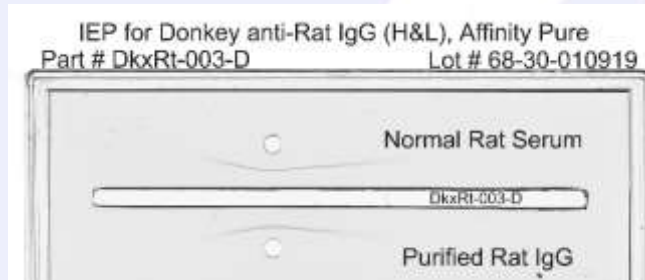 IEP for Donkey anti-Rat IgG (H&L), Affinity Pure
Part # DkxRt-003-D Lot # 68-30-010919
Normal Rat Serum
DkxRt-003-D
Purified Rat IgG